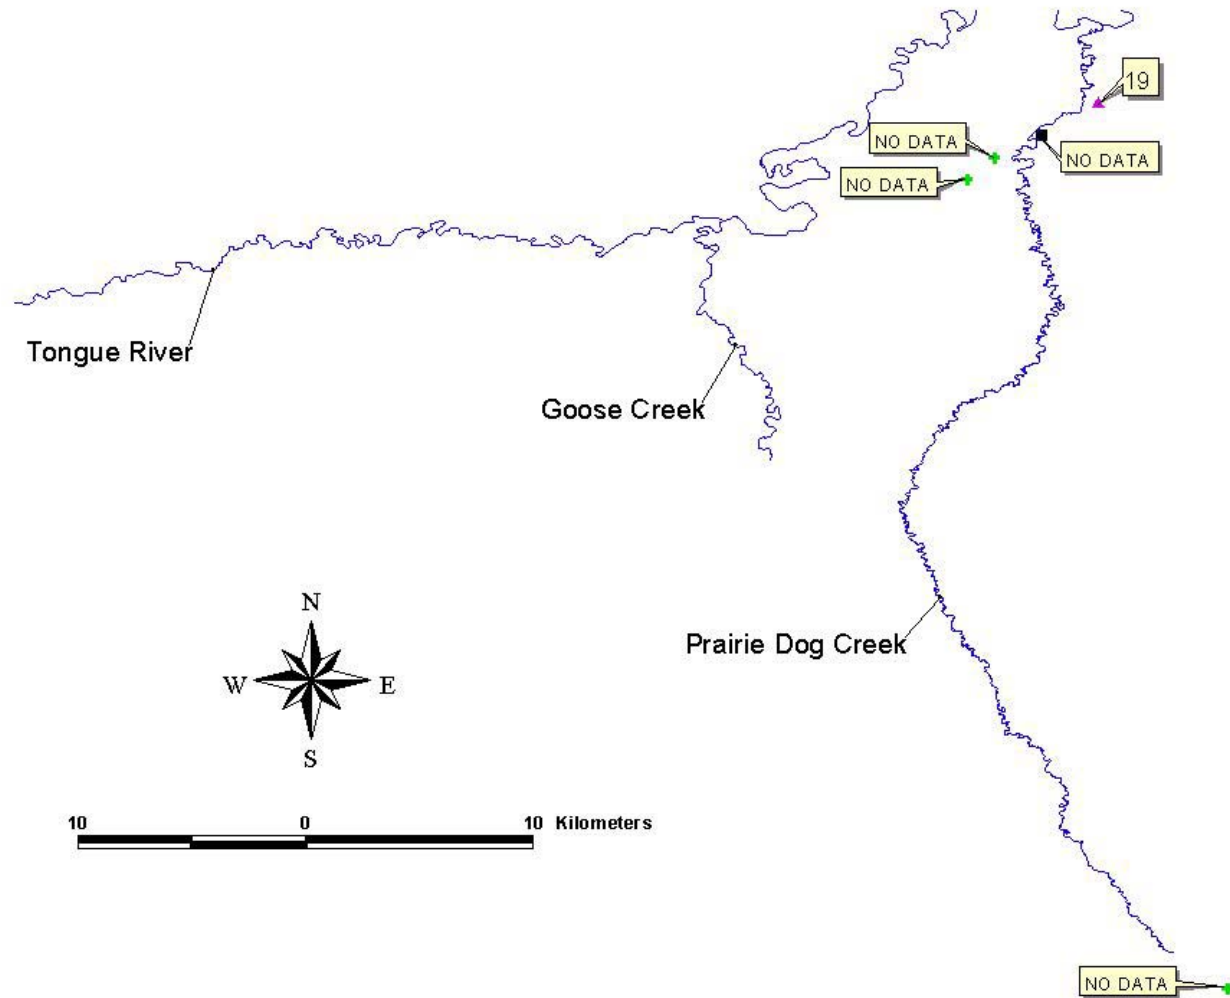 19
NO DATA
NO DATA
NO DATA
Tongue River
Goose Creek
N
Prairie Dog Creek
W E
S
10 0 10 Kilometers
NO DATA